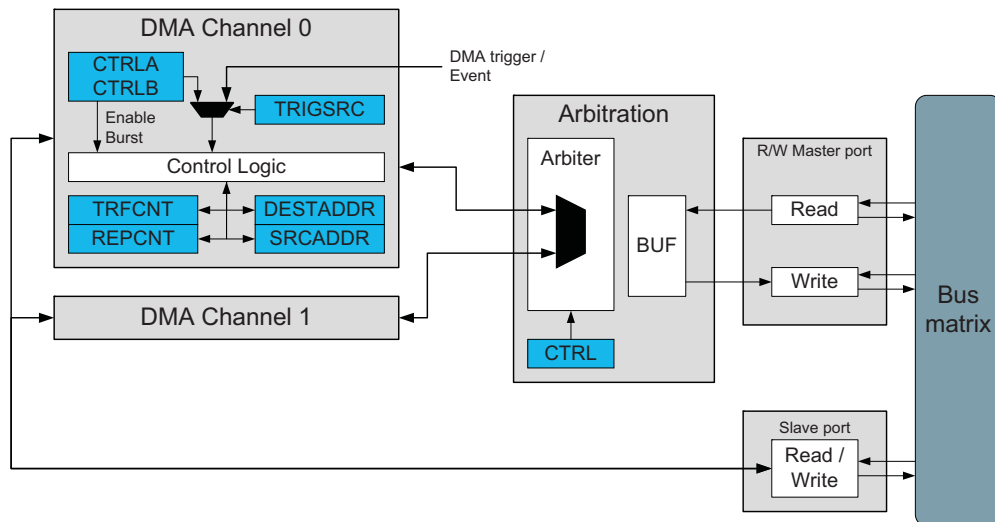 DMA Channel 0
CTRLA
CTRLB
DMA trigger /
Event
TRIGSRC
Enable
Burst
Control Logic
TRFCNT
DESTADDR
REPCNT
SRCADDR
DMA Channel 1
Arbitration
Arbiter
BUF
CTRL
R/W Master port
Read
Write
Bus
matrix
Slave port
Read /
Write